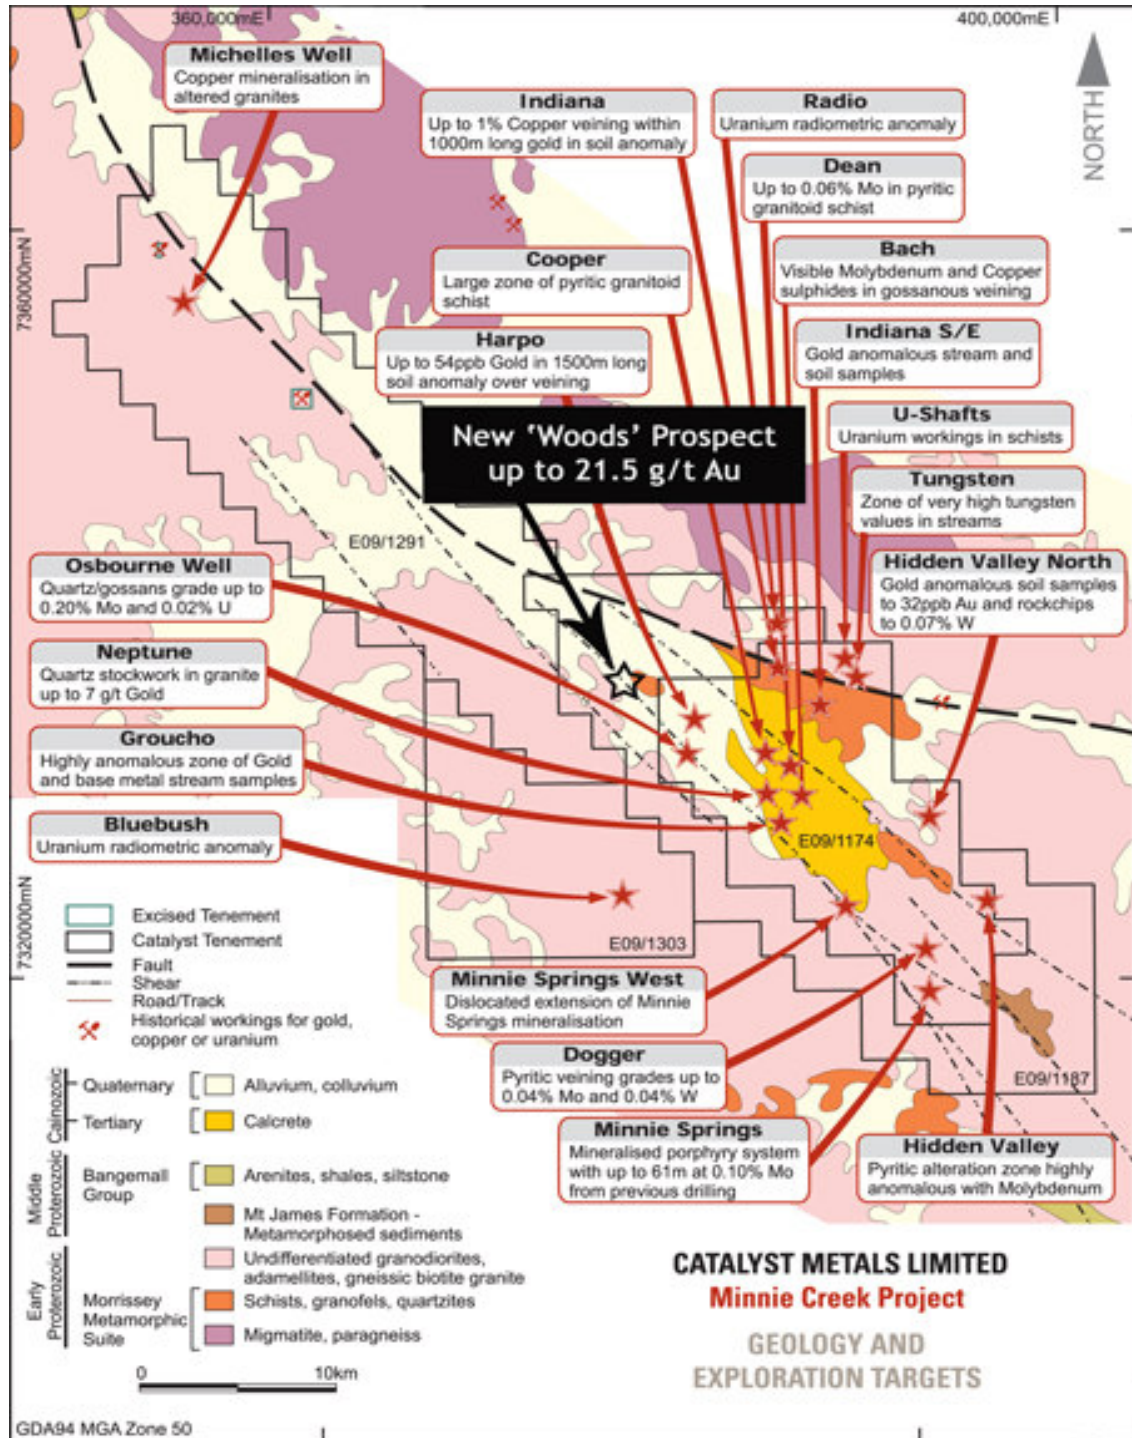 360,000mE
400,000mE
NORTH
7360000mN
7320000mN
Michelles Well
Copper mineralisation in
altered granites
Indiana
Up to 1% Copper veining within
1000m long gold in soil anomaly
Radio
Uranium radiometric anomaly
Dean
Up to 0.06% Mo in pyritic
granitoid schist
Cooper
Large zone of pyritic granitoid
schist
Bach
Visible Molybdenum and Copper
sulphides in gossanous veining
Harpo
Up to 54ppb Gold in 1500m long
soil anomaly over veining
Indiana S/E
Gold anomalous stream and
soil samples
New ‘Woods’ Prospect
up to 21.5 g/t Au
U-Shafts
Uranium workings in schists
Tungsten
Zone of very high tungsten
values in streams
E09/1291
Osbourne Well
Quartz/gossans grade up to
0.20% Mo and 0.02% U
Hidden Valley North
Gold anomalous soil samples
to 32ppb Au and rockchips
to 0.07% W
Neptune
Quartz stockwork in granite
up to 7 g/t Gold
Groucho
Highly anomalous zone of Gold
and base metal stream samples
Bluebush
Uranium radiometric anomaly
E09/1174
E09/1303
Minnie Springs West
Dislocated extension of Minnie
Springs mineralisation
Dogger
Pyritic veining grades up to
0.04% Mo and 0.04% W
E09/1187
Minnie Springs
Mineralised porphyry system
with up to 61m at 0.10% Mo
from previous drilling
Hidden Valley
Pyritic alteration zone highly
anomalous with Molybdenum
Excised Tenement
Catalyst Tenement
Fault
Shear
Road/Track
Historical workings for gold,
copper or uranium
Cainozoic
Quaternary
Alluvium, colluvium
Tertiary
Calcrete
Middle
Proterozoic
Bangemall
Group
Arenites, shales, siltstone
Mt James Formation -
Metamorphosed sediments
Early
Proterozoic
Undifferentiated granodiorites,
adamellites, gneissic biotite granite
Morrissey
Metamorphic
Suite
Schists, granofels, quartzites
Migmatite, paragneiss
0
10km
CATALYST METALS LIMITED
Minnie Creek Project
GEOLOGY AND
EXPLORATION TARGETS
GDA94 MGA Zone 50